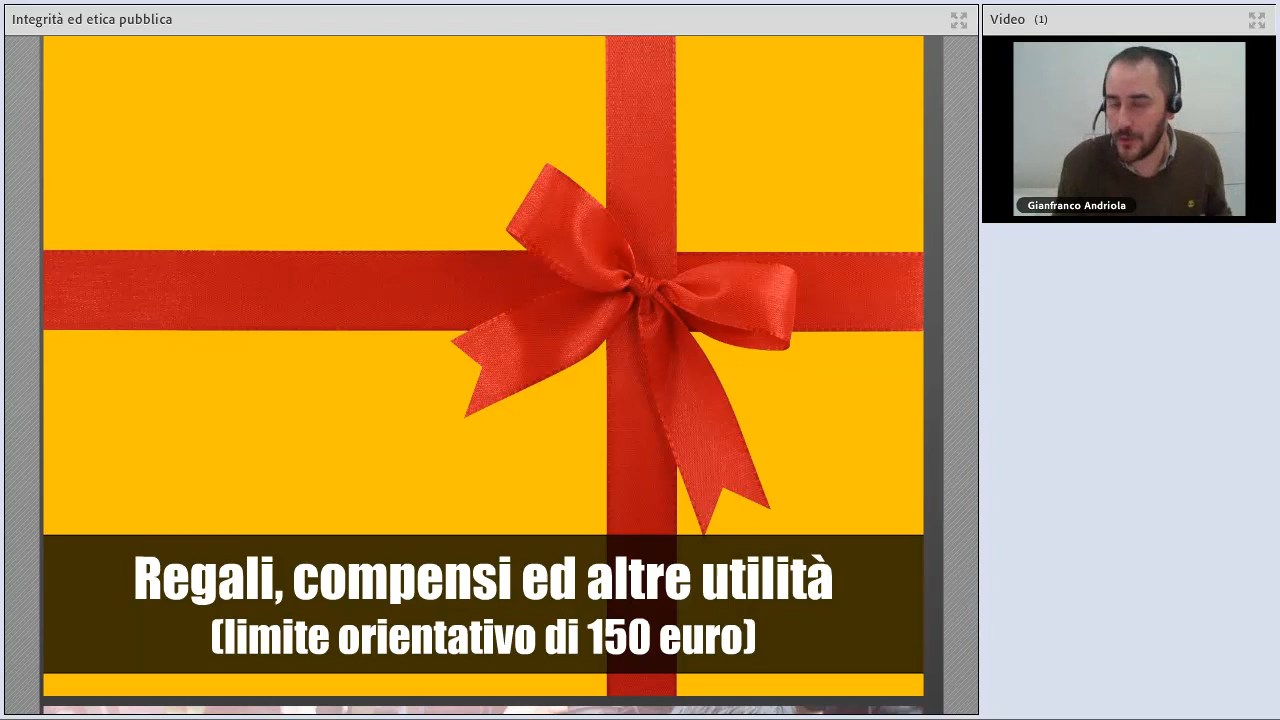 Integrità ed etica pubblica
Video (1)
Gianfranco Andriola
Regali, compensi ed altre utilità
(limite orientativo di 150 euro)